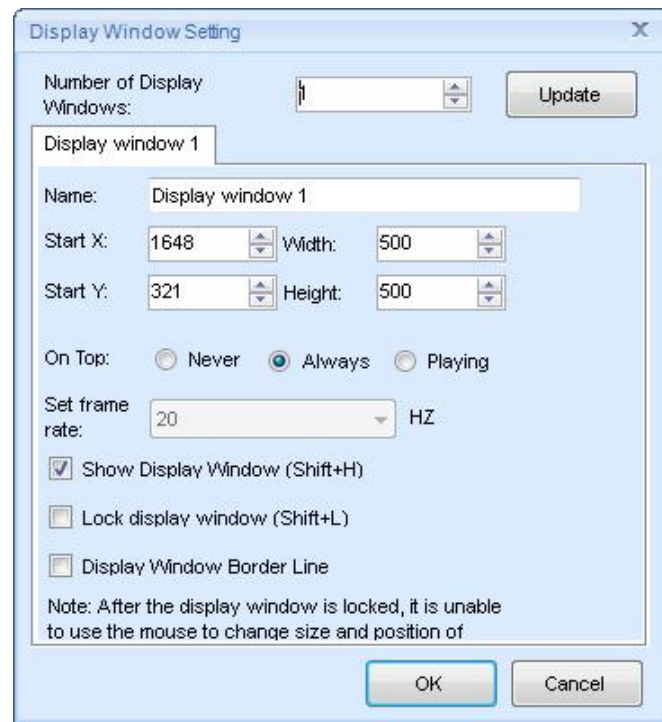 Display Window Setting
Number of Display
Windows:
1
Update
Display window 1
Name: Display window 1
Start X: 1648 Width: 500
Start Y: 321 Height: 500
On Top: Never Always Playing
Set frame
rate: 20 HZ
Show Display Window (Shift+H)
Lock display window (Shift+L)
Display Window Border Line
Note: After the display window is locked, it is unable
to use the mouse to change size and position of
OK Cancel